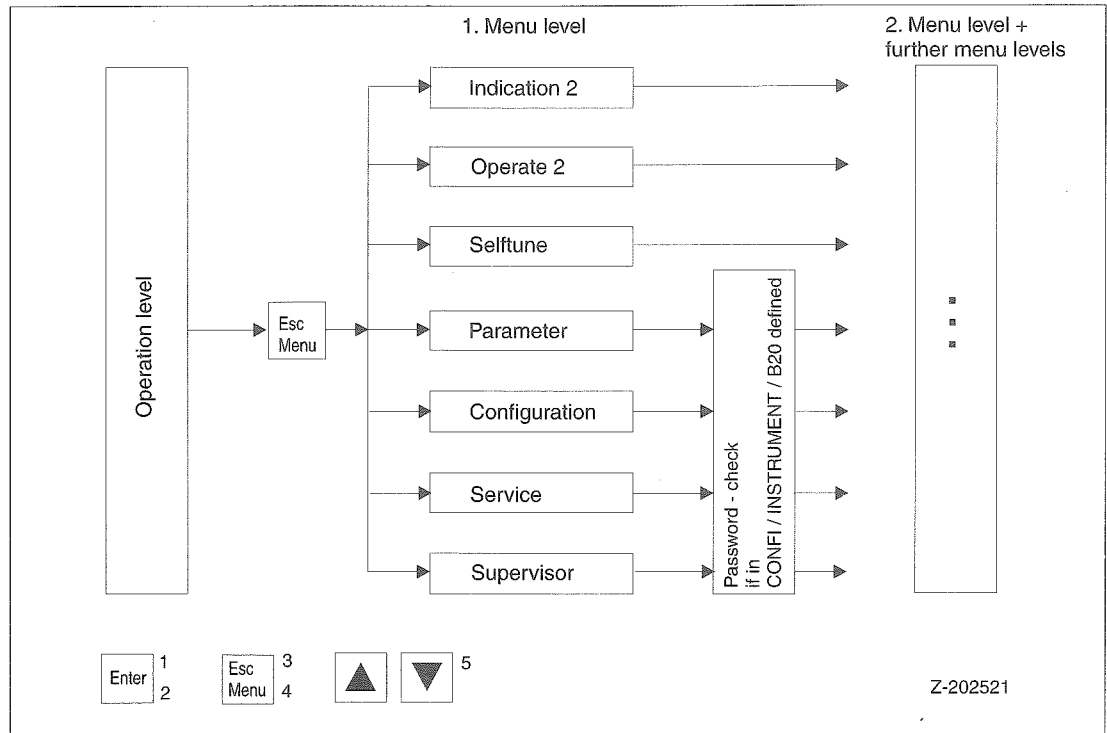 1. Menu level
2. Menu level +
further menu levels
Operation level
Esc
Menu
Indication 2
Operate 2
Selftune
Parameter
Configuration
Service
Supervisor
Password - check
if in
CONFI / INSTRUMENT / B20 defined
Enter
1
2
Esc
Menu
3
4
5
Z-202521